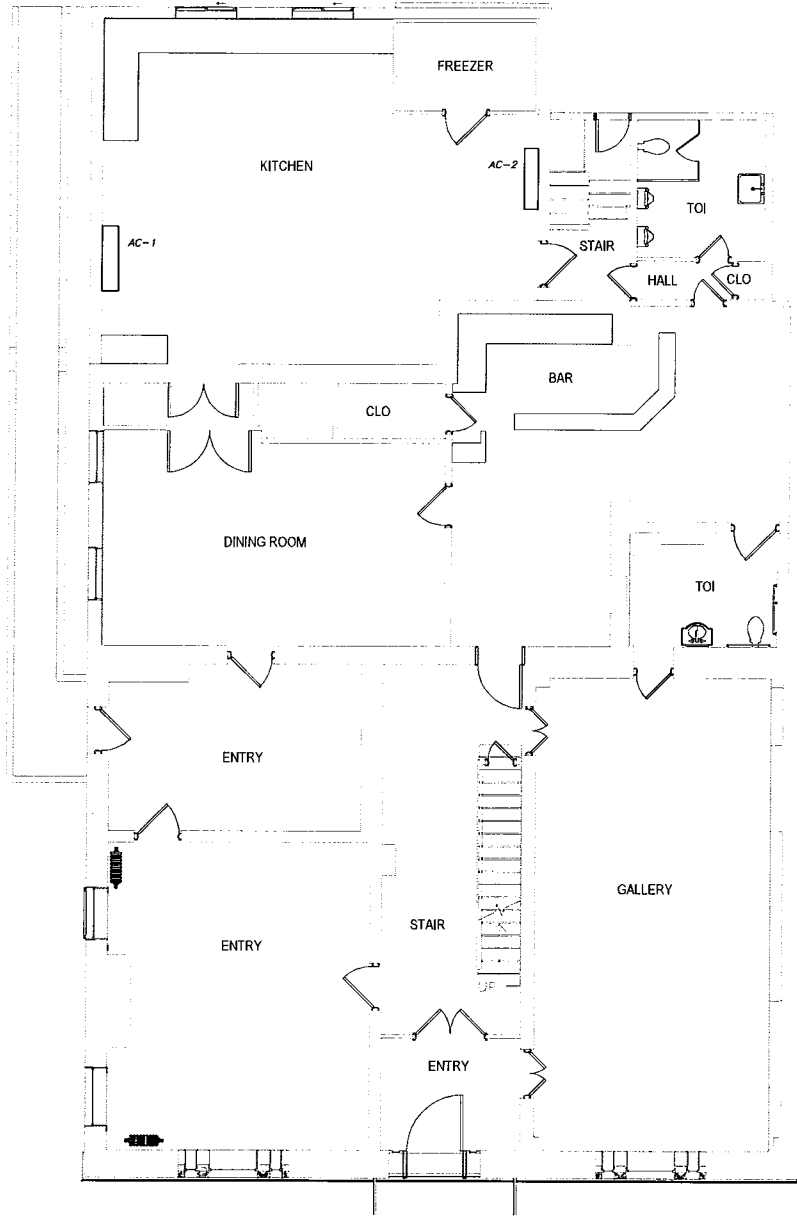 FREEZER
KITCHEN
AC-2
TOI
AC-1
STAIR
HALL
CLO
BAR
CLO
DINING ROOM
TOI
ENTRY
GALLERY
STAIR
ENTRY
UP
ENTRY